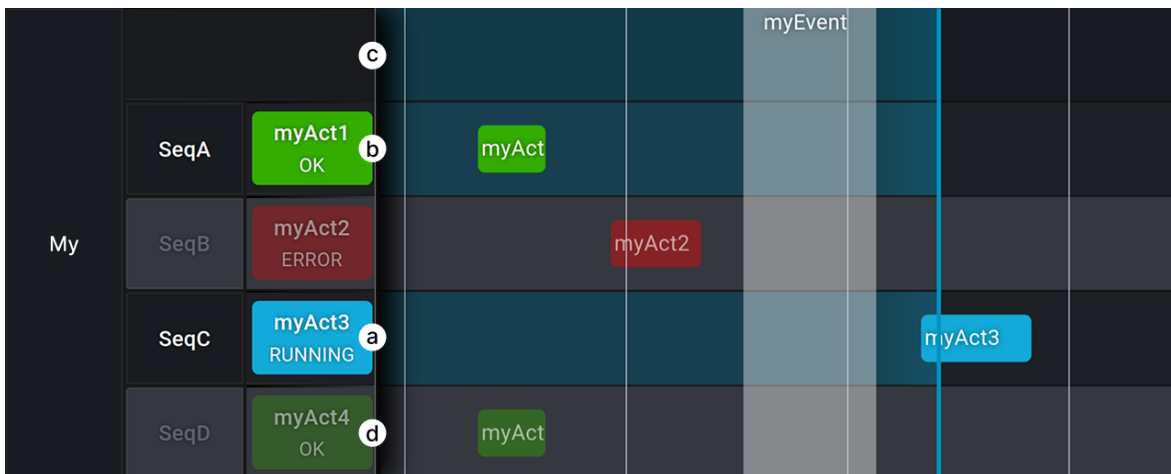 myEvent
c
SeqA
myAct1
OK
b
myAct
My
SeqB
myAct2
ERROR
myAct2
SeqC
myAct3
RUNNING
a
myAct3
SeqD
myAct4
OK
d
myAct